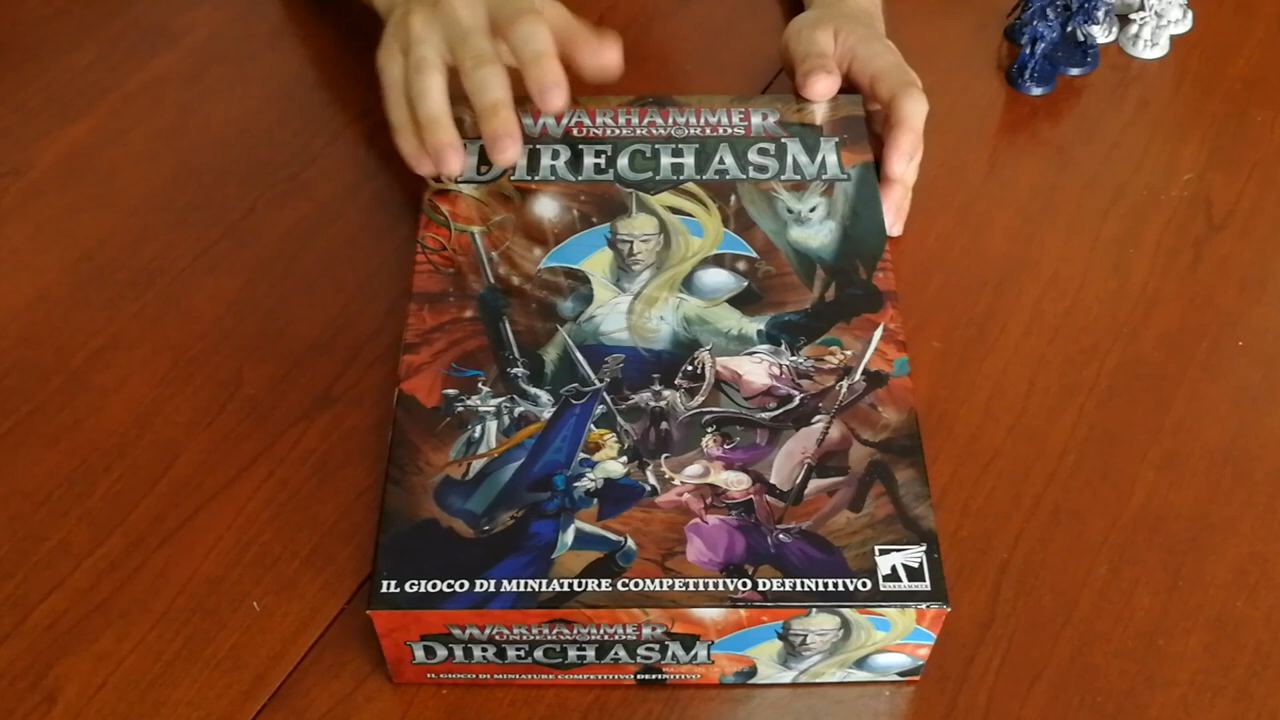 WARHAMMER
UNDERWORLDS
DIRECHASM
IL GIOCO DI MINIATURE COMPETITIVO DEFINITIVO
WARHAMMER
WARHAMMER
UNDERWORLDS
DIRECHASM
IL GIOCO DI MINIATURE COMPETITIVO DEFINITIVO